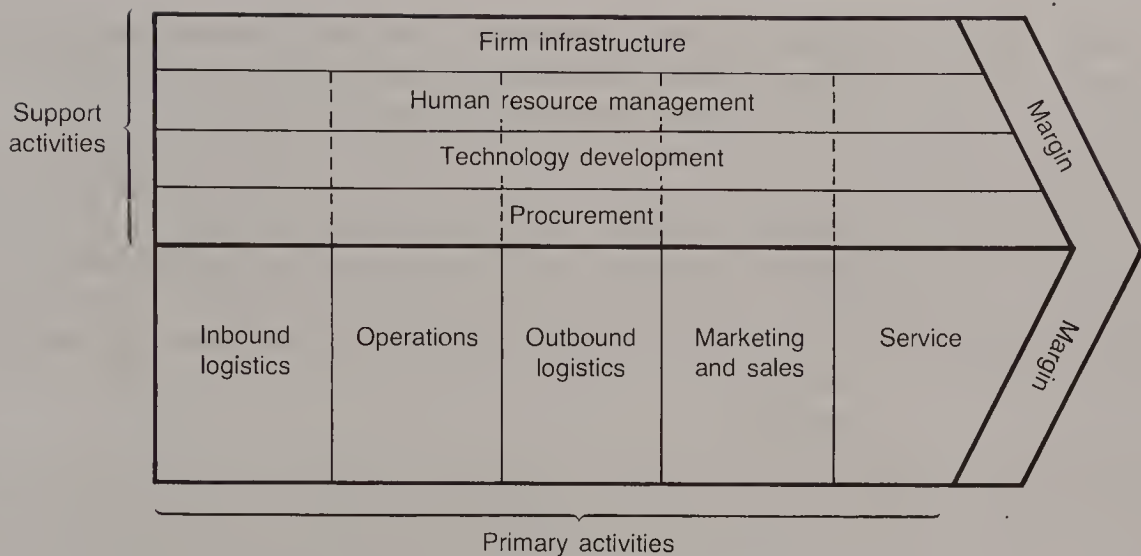 Firm infrastructure
Human resource management
Support
activities
Technology development
Procurement
Margin
Inbound
logistics
Operations
Outbound
logistics
Marketing
and sales
Service
Margin
Primary activities